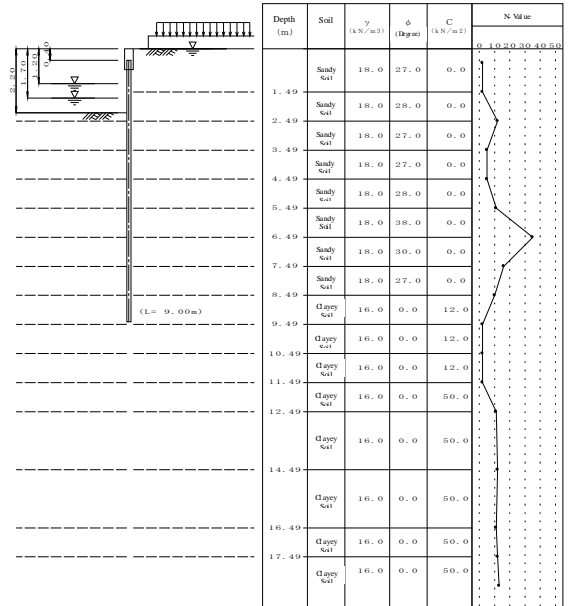 Depth Soil γ φ C N- Value
(m) (kN/m3) (Degree) (kN/m2)
0 10 20 30 40 50
0.40
1.20
1.70
2.20
Sandy Soil 18.0 27.0 0.0
1.49
Sandy Soil 18.0 28.0 0.0
2.49
Sandy Soil 18.0 27.0 0.0
3.49
Sandy Soil 18.0 27.0 0.0
4.49
Sandy Soil 18.0 28.0 0.0
5.49
Sandy Soil 18.0 38.0 0.0
6.49
Sandy Soil 18.0 30.0 0.0
7.49
Sandy Soil 18.0 27.0 0.0
8.49
(L= 9.00m)
Clayey Soil 16.0 0.0 12.0
9.49
Clayey Soil 16.0 0.0 12.0
10.49
Clayey Soil 16.0 0.0 12.0
11.49
Clayey Soil 16.0 0.0 50.0
12.49
Clayey Soil 16.0 0.0 50.0
14.49
Clayey Soil 16.0 0.0 50.0
16.49
Clayey Soil 16.0 0.0 50.0
17.49
Clayey Soil 16.0 0.0 50.0